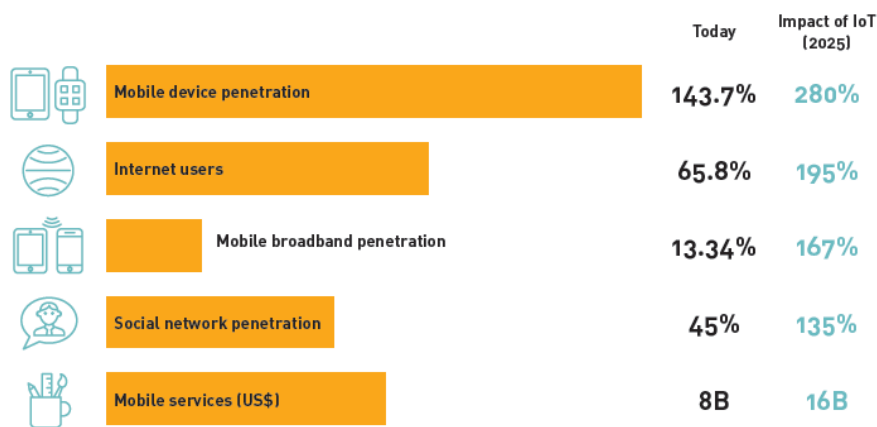 Today
Impact of IoT
(2025)
Mobile device penetration
143.7%
280%
Internet users
65.8%
195%
Mobile broadband penetration
13.34%
167%
Social network penetration
45%
135%
Mobile services (US$)
8B
16B